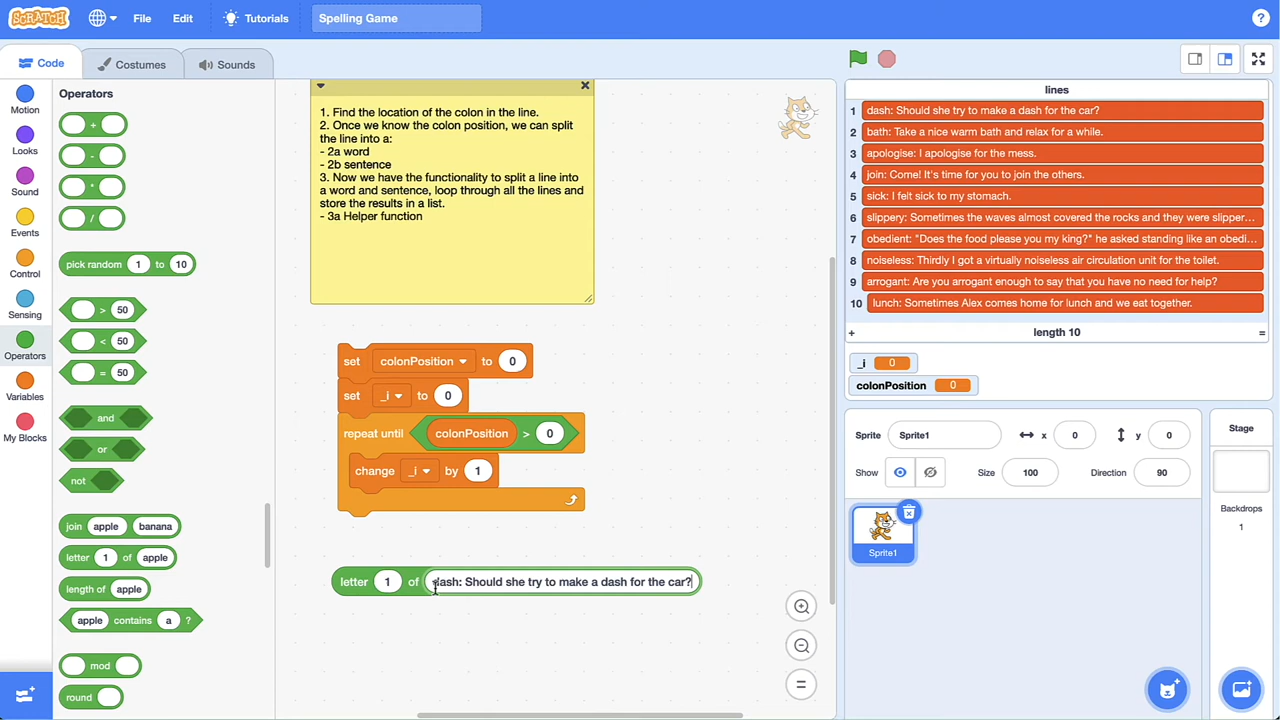 SCRATCH
File
Edit
Tutorials
Spelling Game
?
Code
Costumes
Sounds
Motion
Looks
Sound
Events
Control
Sensing
Operators
Variables
My Blocks
Operators
+
-
*
/
pick random 1 to 10
> 50
< 50
= 50
and
or
not
join apple banana
letter 1 of apple
length of apple
apple contains a ?
mod
round
1. Find the location of the colon in the line.
2. Once we know the colon position, we can split
the line into a:
- 2a word
- 2b sentence
3. Now we have the functionality to split a line into
a word and sentence, loop through all the lines and
store the results in a list.
- 3a Helper function
set colonPosition to 0
set _i to 0
repeat until colonPosition > 0
change _i by 1
letter 1 of dash: Should she try to make a dash for the car?
lines
1 dash: Should she try to make a dash for the car?
2 bath: Take a nice warm bath and relax for a while.
3 apologise: I apologise for the mess.
4 join: Come! It's time for you to join the others.
5 sick: I felt sick to my stomach.
6 slippery: Sometimes the waves almost covered the rocks and they were slipper...
7 obedient: "Does the food please you my king?" he asked standing like an obedi...
8 noiseless: Thirdly I got a virtually noiseless air circulation unit for the toilet.
9 arrogant: Are you arrogant enough to say that you have no need for help?
10 lunch: Sometimes Alex comes home for lunch and we eat together.
+ length 10 =
_i 0
colonPosition 0
Sprite Sprite1 x 0 y 0
Show Size 100 Direction 90
Sprite1
Stage
Backdrops
1